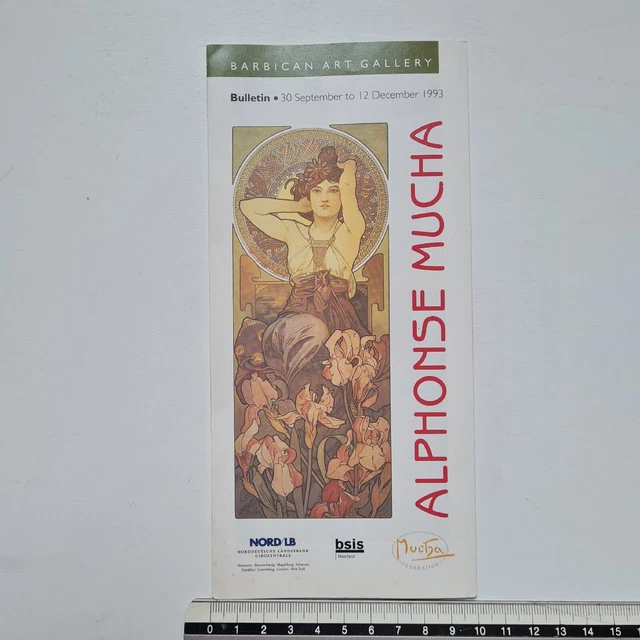 BARBICAN ART GALLERY
Bulletin • 30 September to 12 December 1993
ALPHONSE MUCHA
NORD/LB
NORDDEUTSCHE LANDESBANK
GIROZENTRALE
bsis
Mucha
FOUNDATION
0 1 2 3 4 5 6 7 8 9 10 11 12 13 14 15